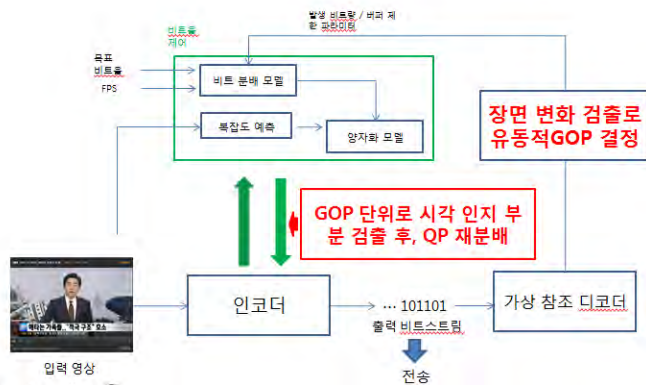 발생 비트량 / 버퍼 제
한 파라미터
비트율
제어
목표
비트율
FPS
비트 분배 모델
복잡도 예측
양자화 모델
장면 변화 검출로
유동적GOP 결정
GOP 단위로 시각 인지 부
분 검출 후, QP 재분배
인코더
... 101101
출력 비트스트림
가상 참조 디코더
입력 영상
전송